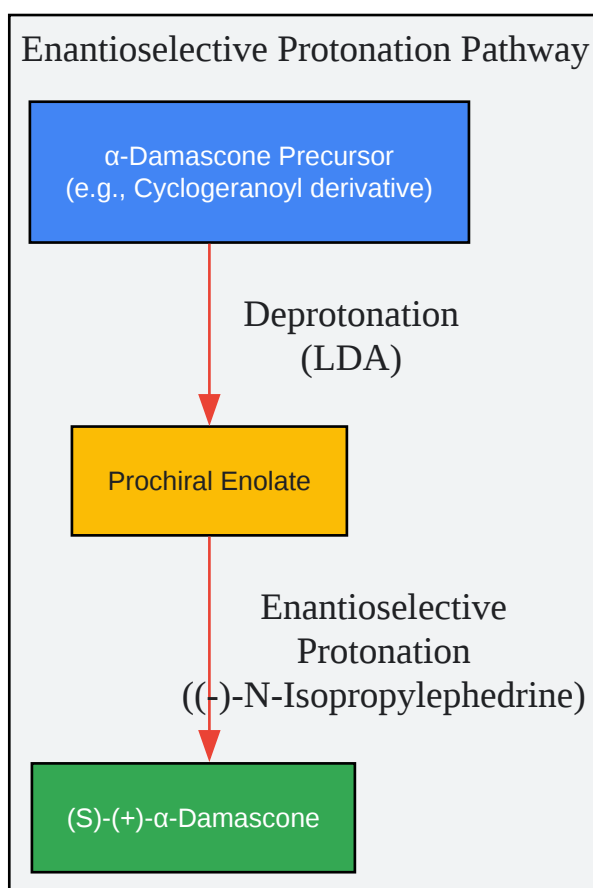 Enantioselective Protonation Pathway
α-Damascone Precursor
(e.g., Cyclogeranoyl derivative)
Deprotonation
(LDA)
Prochiral Enolate
Enantioselective
Protonation
((-)-N-Isopropylephedrine)
(S)-(+)-α-Damascone